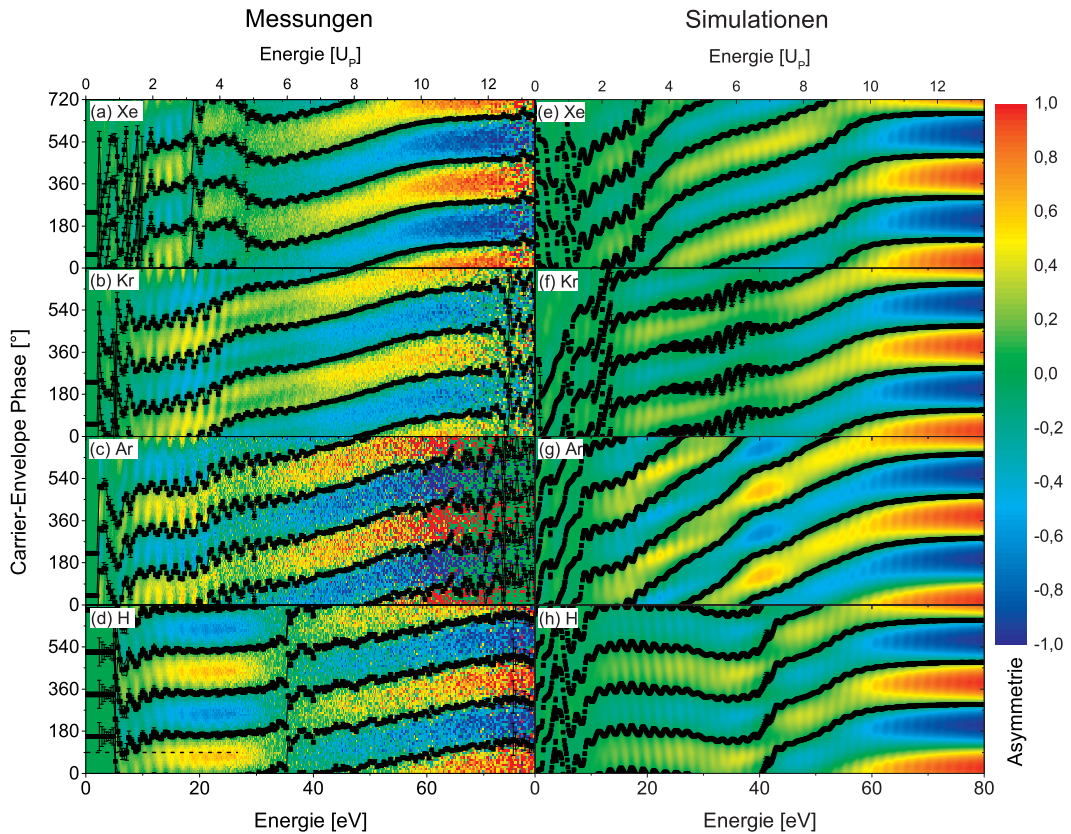 Messungen
Simulationen
Energie [U_P]
Energie [U_P]
0 2 4 6 8 10 12
0 2 4 6 8 10 12
(a) Xe
(e) Xe
720
540
360
180
0
(b) Kr
(f) Kr
540
360
180
0
(c) Ar
(g) Ar
540
360
180
0
(d) H
(h) H
540
360
180
0
Carrier-Envelope Phase [°]
0 20 40 60
0 20 40 60 80
Energie [eV]
Energie [eV]
1,0
0,8
0,6
0,4
0,2
0,0
-0,2
-0,4
-0,6
-0,8
-1,0
Asymmetrie